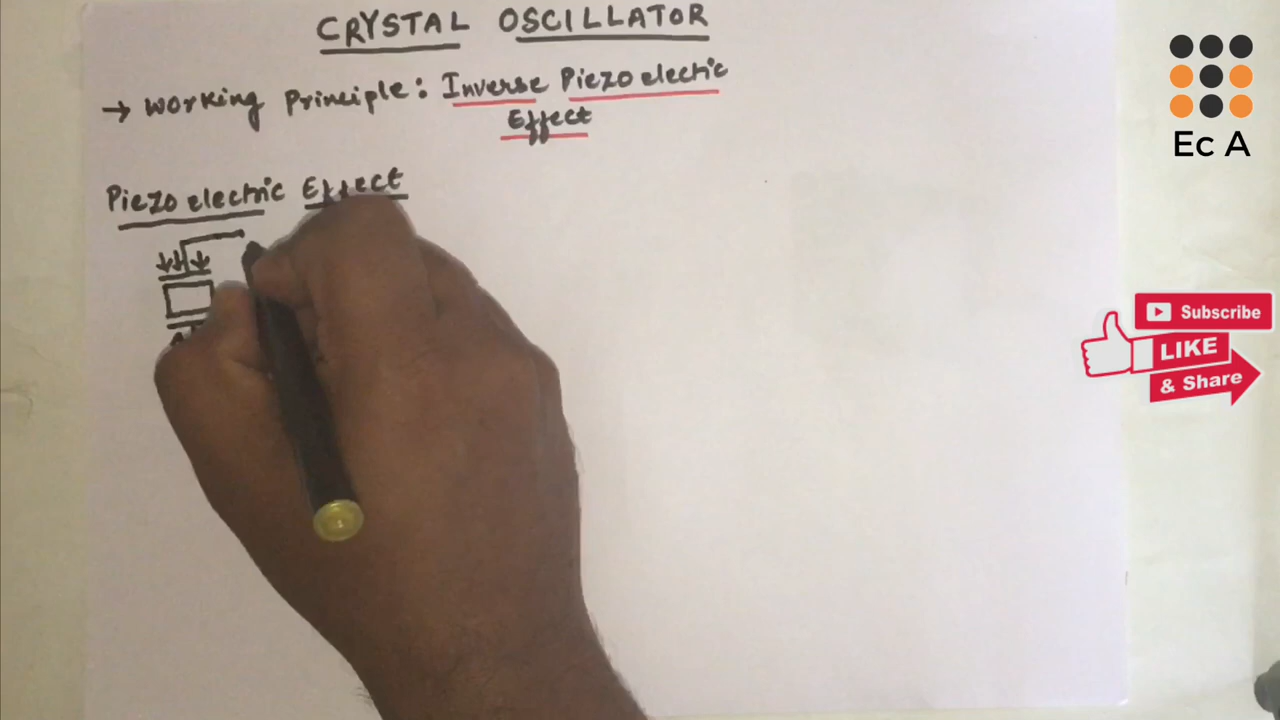 CRYSTAL OSCILLATOR
→ Working Principle: Inverse Piezo electric
Effect
Piezo electric Effect
Ec A
Subscribe
LIKE
& Share